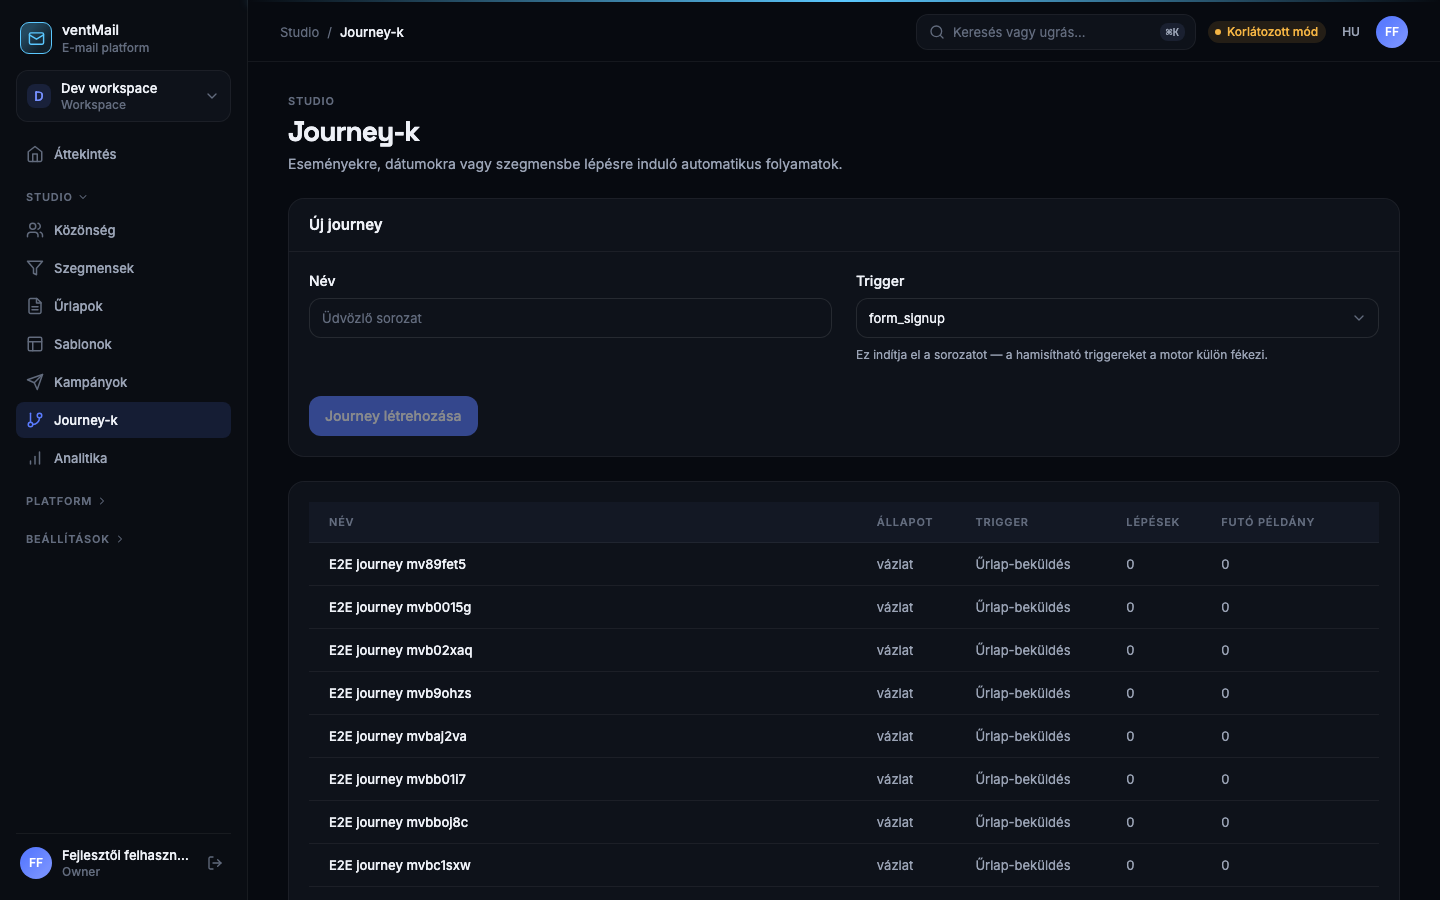 ventMail
E-mail platform
D
Dev workspace
Workspace
Áttekintés
STUDIO
Közönség
Szegmensek
Űrlapok
Sablonok
Kampányok
Journey-k
Analitika
PLATFORM
BEÁLLÍTÁSOK
FF
Fejlesztői felhaszn...
Owner
Studio / Journey-k
Keresés vagy ugrás... ⌘K
Korlátozott mód
HU
FF
STUDIO
Journey-k
Eseményekre, dátumokra vagy szegmensbe lépésre induló automatikus folyamatok.
Új journey
Név
Üdvözlő sorozat
Trigger
form_signup
Ez indítja el a sorozatot — a hamisítható triggereket a motor külön fékezi.
Journey létrehozása
NÉV ÁLLAPOT TRIGGER LÉPÉSEK FUTÓ PÉLDÁNY
E2E journey mv89fet5 vázlat Űrlap-beküldés 0 0
E2E journey mvb0015g vázlat Űrlap-beküldés 0 0
E2E journey mvb02xaq vázlat Űrlap-beküldés 0 0
E2E journey mvb9ohzs vázlat Űrlap-beküldés 0 0
E2E journey mvbaj2va vázlat Űrlap-beküldés 0 0
E2E journey mvbb01i7 vázlat Űrlap-beküldés 0 0
E2E journey mvbboj8c vázlat Űrlap-beküldés 0 0
E2E journey mvbc1sxw vázlat Űrlap-beküldés 0 0